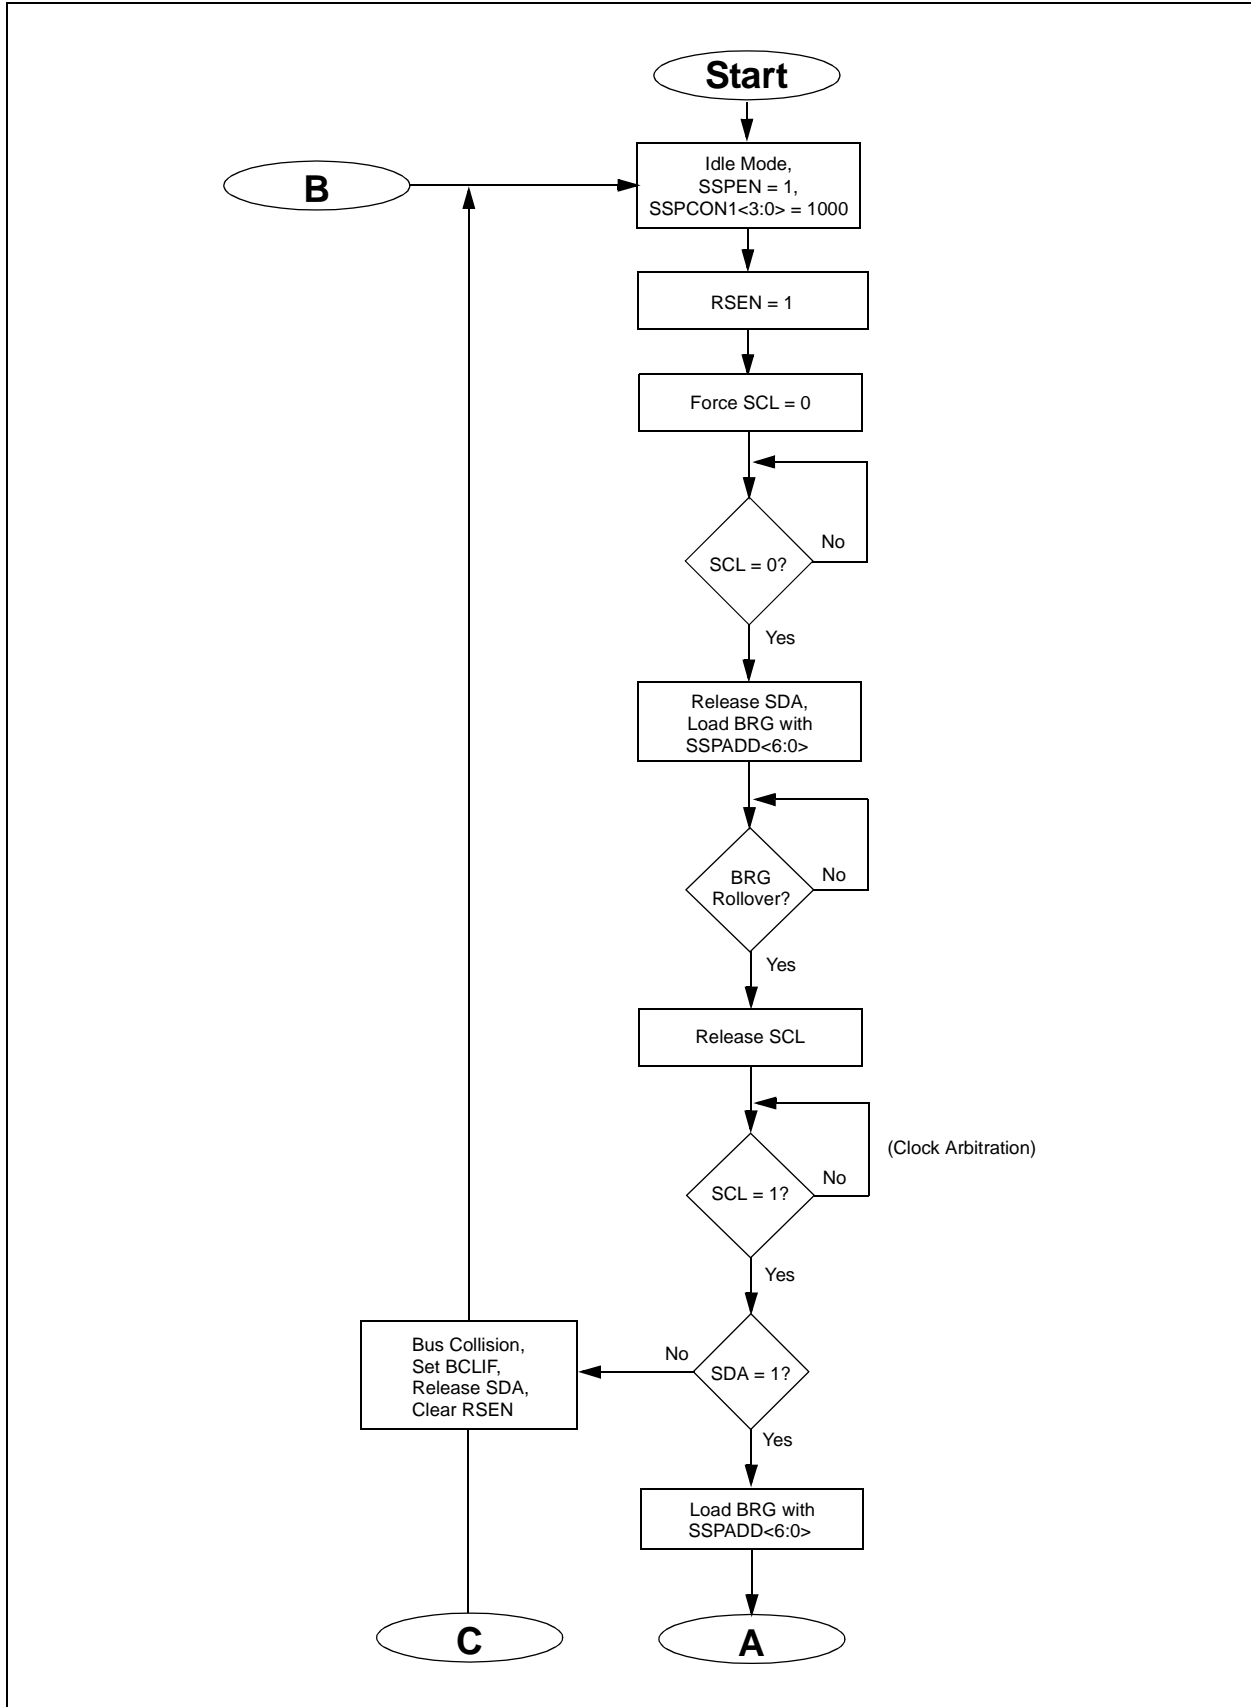 Start
Idle Mode,
SSPEN = 1,
SSPCON1<3:0> = 1000
B
RSEN = 1
Force SCL = 0
SCL = 0?
No
Yes
Release SDA,
Load BRG with
SSPADD<6:0>
BRG
Rollover?
No
Yes
Release SCL
(Clock Arbitration)
SCL = 1?
No
Yes
Bus Collision,
Set BCLIF,
Release SDA,
Clear RSEN
No
SDA = 1?
Yes
Load BRG with
SSPADD<6:0>
C
A